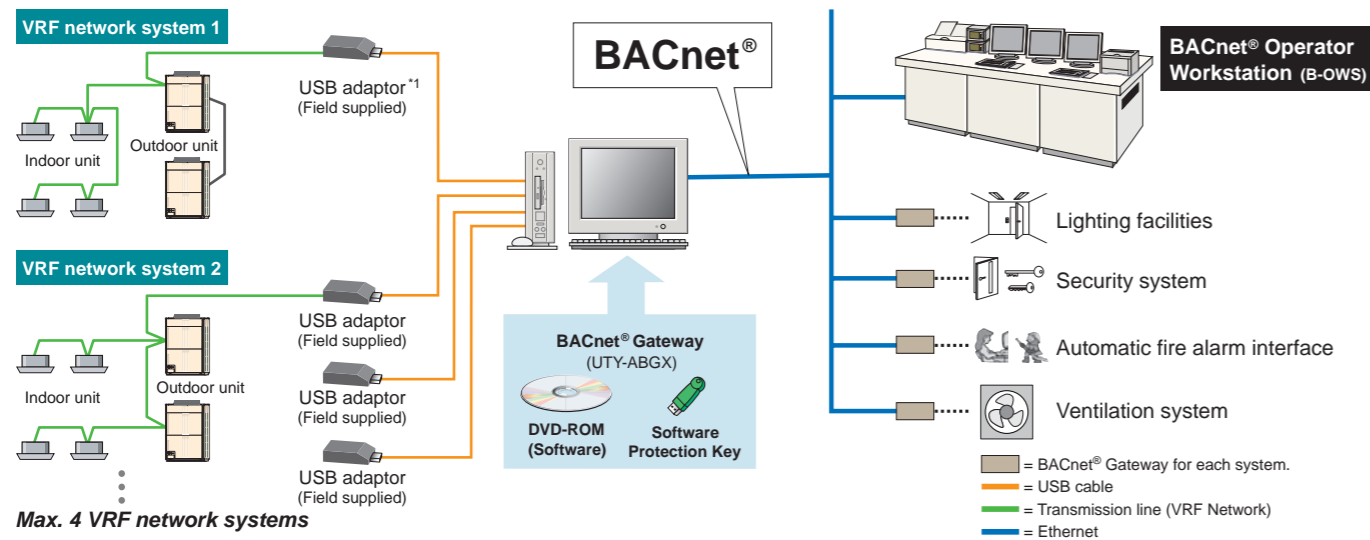 VRF network system 1
USB adaptor*1
(Field supplied)
Indoor unit
Outdoor unit
BACnet®
BACnet® Operator
Workstation (B-OWS)
VRF network system 2
USB adaptor
(Field supplied)
Indoor unit
Outdoor unit
USB adaptor
(Field supplied)
USB adaptor
(Field supplied)
Max. 4 VRF network systems
BACnet® Gateway
(UTY-ABGX)
DVD-ROM
(Software)
Software
Protection Key
Lighting facilities
Security system
Automatic fire alarm interface
Ventilation system
= BACnet® Gateway for each system.
= USB cable
= Transmission line (VRF Network)
= Ethernet